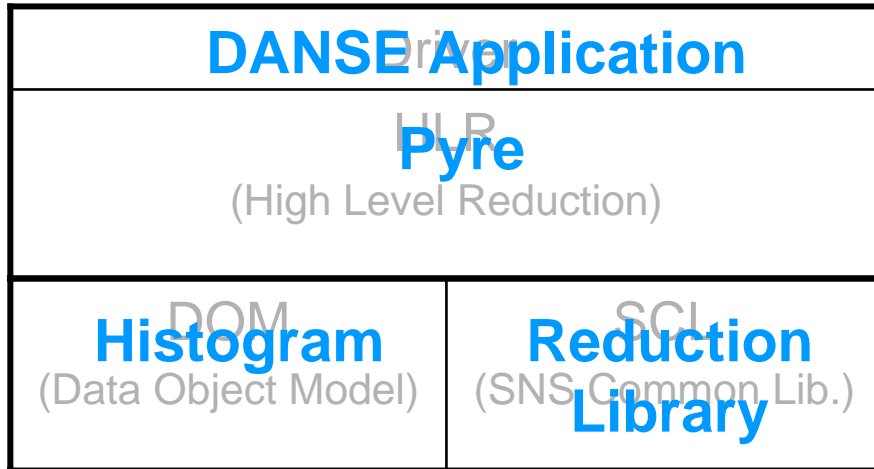 Driver
DANSE Application
HLR
Pyre
(High Level Reduction)
DOM
Histogram
(Data Object Model)
SCL
Reduction
(SNS Common Lib.)
Library